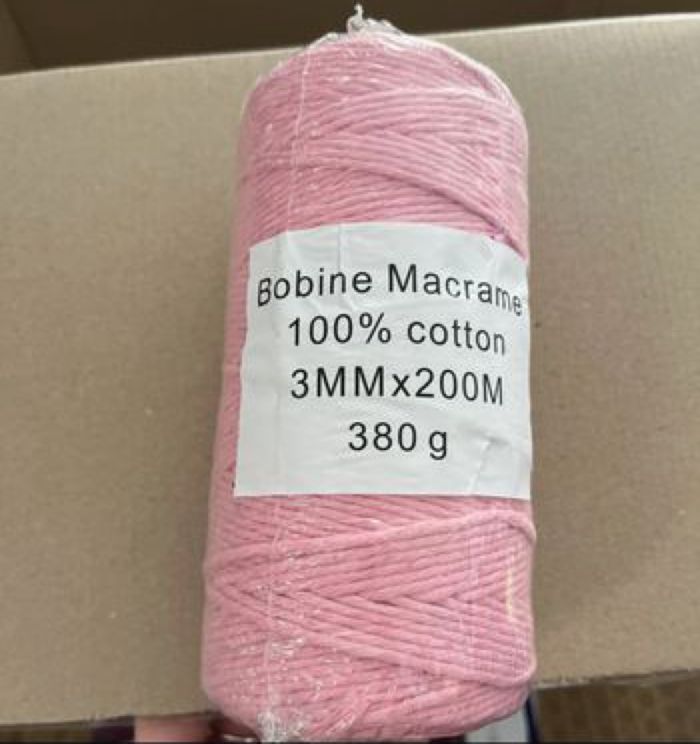 Bobine Macrame
100% cotton
3MMx200M
380 g